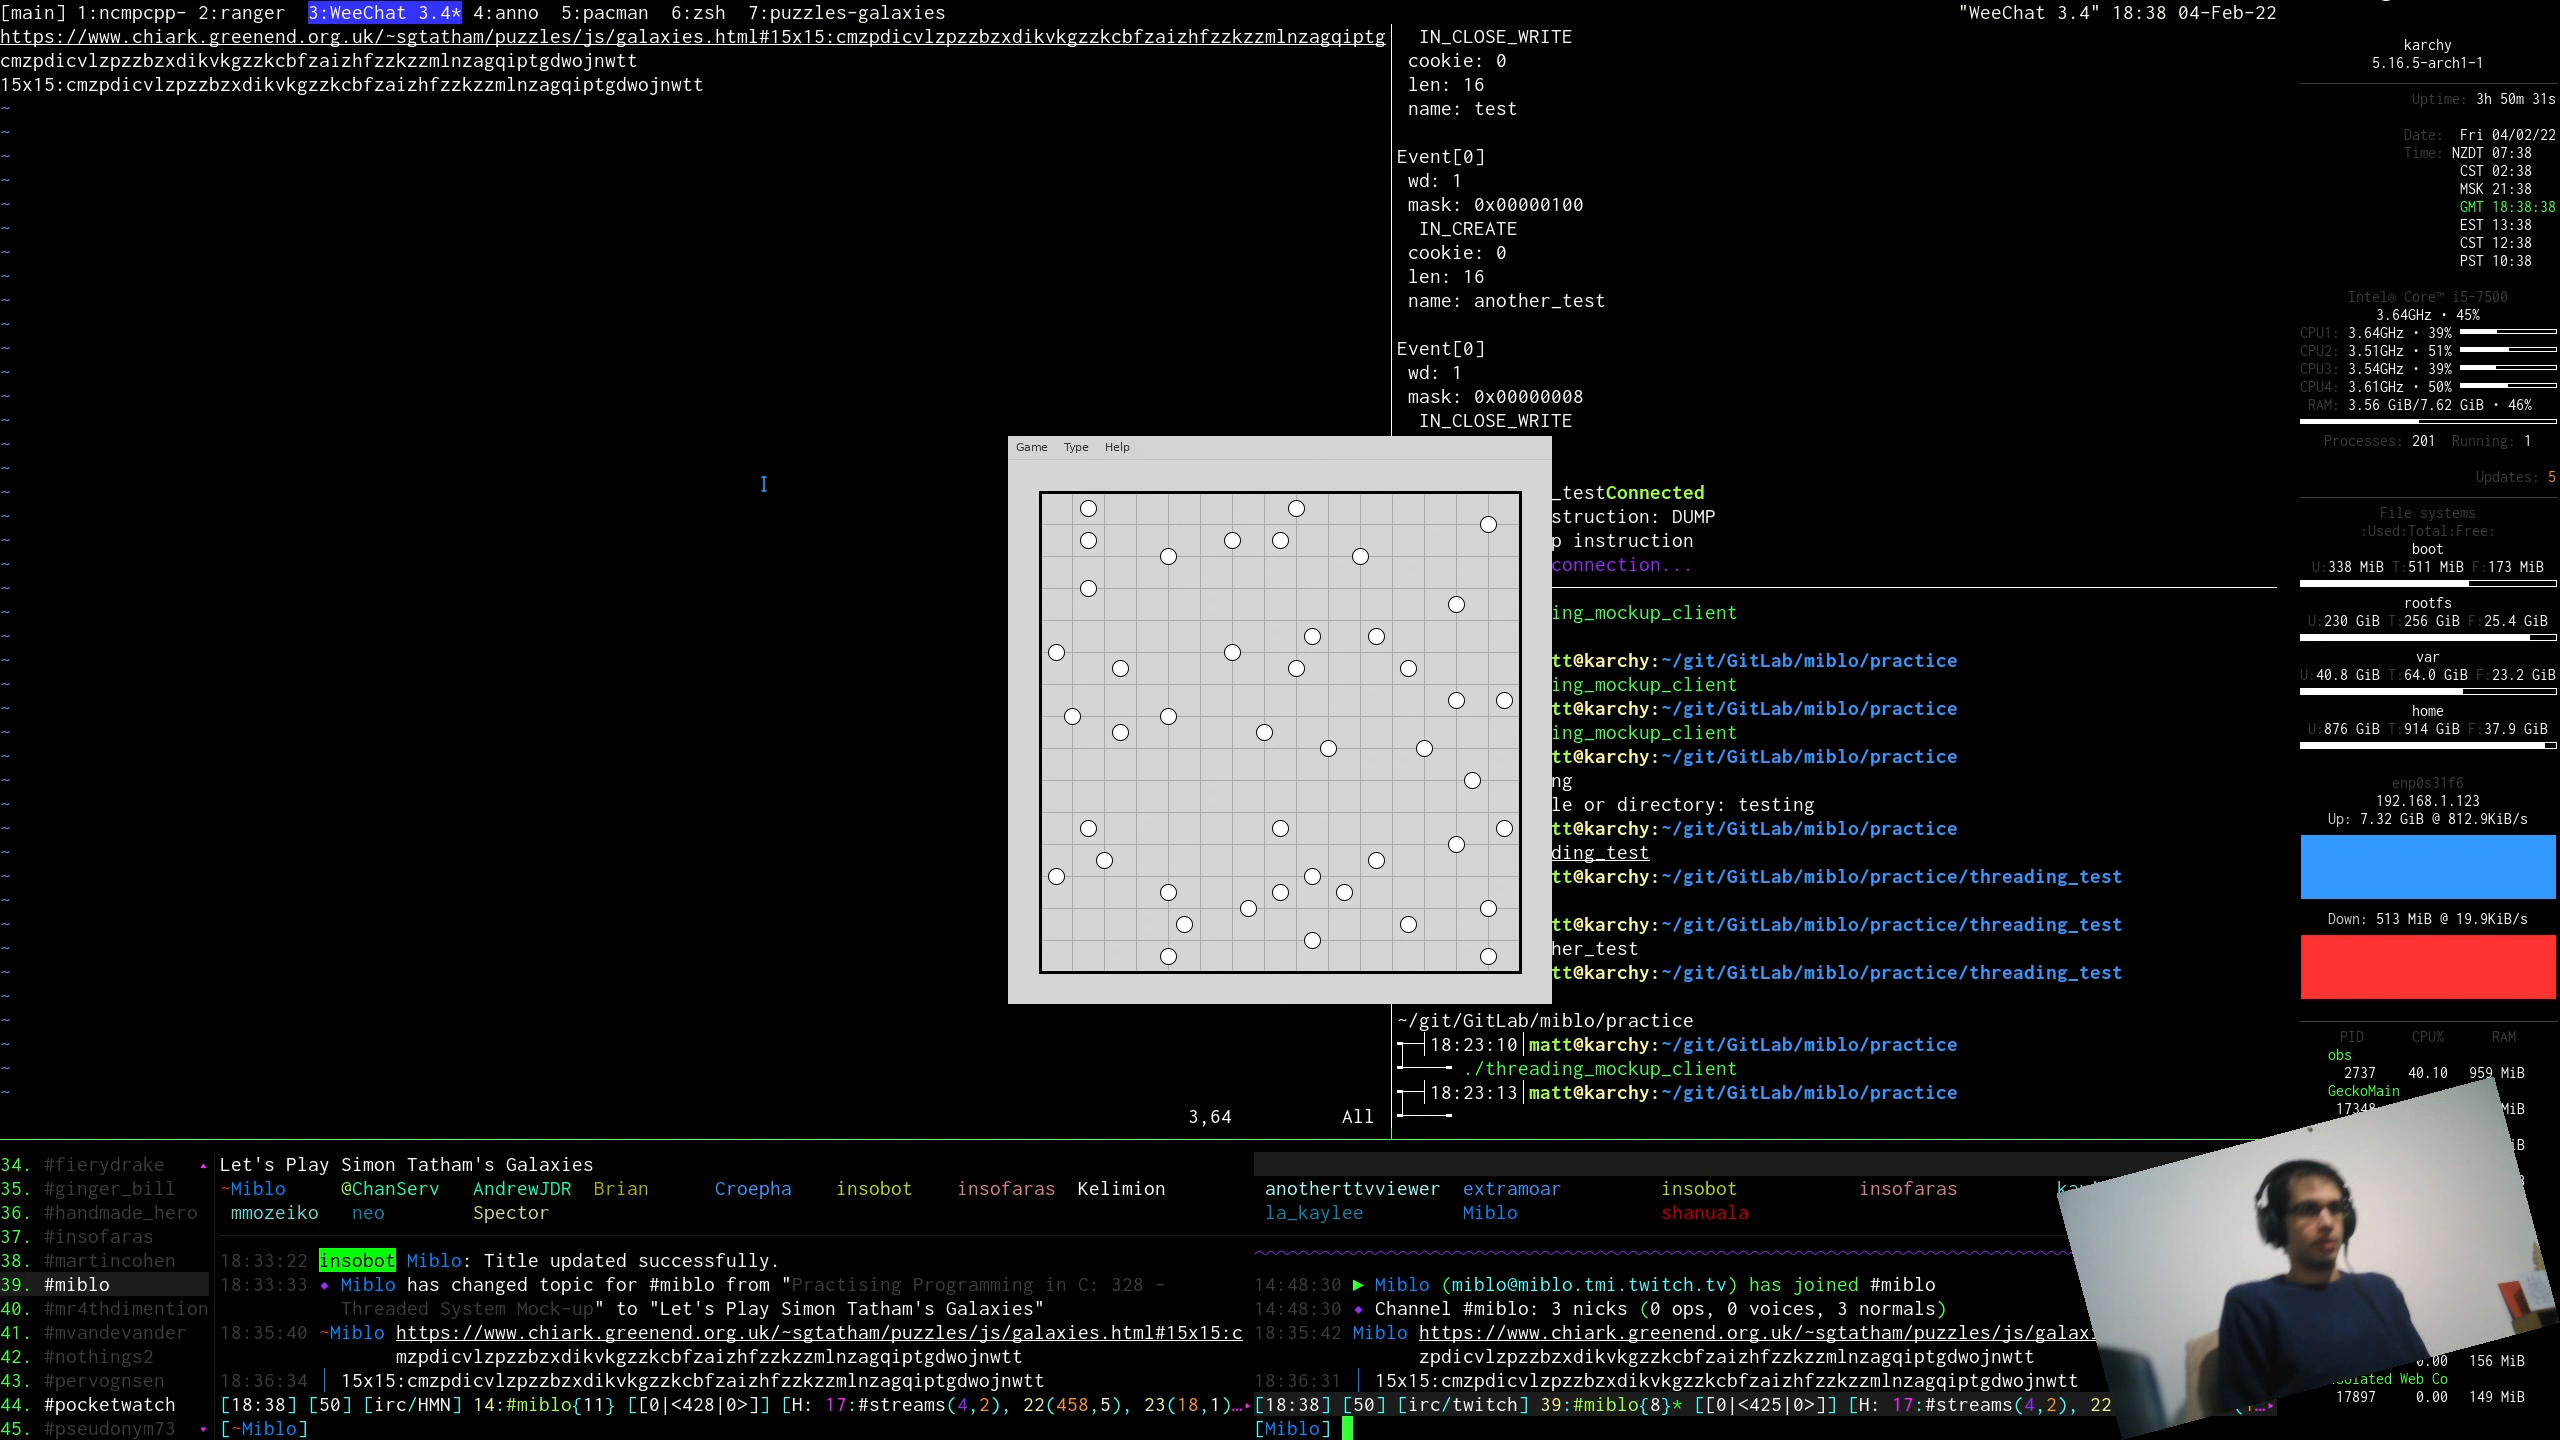 [main] 1:ncmpcpp- 2:ranger  3:WeeChat 3.4* 4:anno  5:pacman  6:zsh  7:puzzles-galaxies
"WeeChat 3.4" 18:38 04-Feb-22
https://www.chiark.greenend.org.uk/~sgtatham/puzzles/js/galaxies.html#15x15:cmzpdicvlzpzzbzxdikvkgzzkcbfzaizhfzzkzzmlnzagqiptg
cmzpdicvlzpzzbzxdikvkgzzkcbfzaizhfzzkzzmlnzagqiptgdwojnwtt
15x15:cmzpdicvlzpzzbzxdikvkgzzkcbfzaizhfzzkzzmlnzagqiptgdwojnwtt
3,64 All
IN_CLOSE_WRITE
cookie: 0
len: 16
name: test
Event[0]
wd: 1
mask: 0x00000100
IN_CREATE
cookie: 0
len: 16
name: another_test
Event[0]
wd: 1
mask: 0x00000008
IN_CLOSE_WRITE
_testConnected
struction: DUMP
p instruction
connection...
Game Type Help
ing_mockup_client
tt@karchy:~/git/GitLab/miblo/practice
ing_mockup_client
tt@karchy:~/git/GitLab/miblo/practice
ing_mockup_client
tt@karchy:~/git/GitLab/miblo/practice
ng
le or directory: testing
tt@karchy:~/git/GitLab/miblo/practice
ding_test
tt@karchy:~/git/GitLab/miblo/practice/threading_test
tt@karchy:~/git/GitLab/miblo/practice/threading_test
her_test
tt@karchy:~/git/GitLab/miblo/practice/threading_test
~/git/GitLab/miblo/practice
18:23:10 matt@karchy:~/git/GitLab/miblo/practice
./threading_mockup_client
18:23:13 matt@karchy:~/git/GitLab/miblo/practice
karchy
5.16.5-arch1-1
Uptime: 3h 50m 31s
Date: Fri 04/02/22
Time: NZDT 07:38
CST 02:38
MSK 21:38
GMT 18:38:38
EST 13:38
CST 12:38
PST 10:38
Intel® Core™ i5-7500
3.64GHz • 45%
CPU1: 3.64GHz • 39%
CPU2: 3.51GHz • 51%
CPU3: 3.54GHz • 39%
CPU4: 3.61GHz • 50%
RAM: 3.56 GiB/7.62 GiB • 46%
Processes: 201 Running: 1
Updates: 5
File systems
:Used:Total:Free:
boot
U:338 MiB T:511 MiB F:173 MiB
rootfs
U:230 GiB T:256 GiB F:25.4 GiB
var
U:40.8 GiB T:64.0 GiB F:23.2 GiB
home
U:876 GiB T:914 GiB F:37.9 GiB
enp0s31f6
192.168.1.123
Up: 7.32 GiB @ 812.9KiB/s
Down: 513 MiB @ 19.9KiB/s
PID CPU% RAM
obs
2737 40.10 959 MiB
GeckoMain
17348 MiB
0.00 156 MiB
Isolated Web Co
17897 0.00 149 MiB
34. #fierydrake
35. #ginger_bill
36. #handmade_hero
37. #insofaras
38. #martincohen
39. #miblo
40. #mr4thdimention
41. #mvandevander
42. #nothings2
43. #pervognsen
44. #pocketwatch
45. #pseudonym73
Let's Play Simon Tatham's Galaxies
~Miblo @ChanServ AndrewJDR Brian Croepha insobot insofaras Kelimion
mmozeiko neo Spector
18:33:22 insobot Miblo: Title updated successfully.
18:33:33 Miblo has changed topic for #miblo from "Practising Programming in C: 328 –
Threaded System Mock-up" to "Let's Play Simon Tatham's Galaxies"
18:35:40 ~Miblo https://www.chiark.greenend.org.uk/~sgtatham/puzzles/js/galaxies.html#15x15:c
mzpdicvlzpzzbzxdikvkgzzkcbfzaizhfzzkzzmlnzagqiptgdwojnwtt
18:36:34 15x15:cmzpdicvlzpzzbzxdikvkgzzkcbfzaizhfzzkzzmlnzagqiptgdwojnwtt
[18:38] [50] [irc/HMN] 14:#miblo{11} [[0|<428|0>]] [H: 17:#streams(4,2), 22(458,5), 23(18,1)…
[~Miblo]
anotherttvviewer extramoar insobot insofaras
la_kaylee Miblo shanuala
14:48:30 Miblo (miblo@miblo.tmi.twitch.tv) has joined #miblo
14:48:30 Channel #miblo: 3 nicks (0 ops, 0 voices, 3 normals)
18:35:42 Miblo https://www.chiark.greenend.org.uk/~sgtatham/puzzles/js/galaxi
zpdicvlzpzzbzxdikvkgzzkcbfzaizhfzzkzzmlnzagqiptgdwojnwtt
18:36:31 15x15:cmzpdicvlzpzzbzxdikvkgzzkcbfzaizhfzzkzzmlnzagqiptgdwojnwtt
[18:38] [50] [irc/twitch] 39:#miblo{8}* [[0|<425|0>]] [H: 17:#streams(4,2), 22
[Miblo]